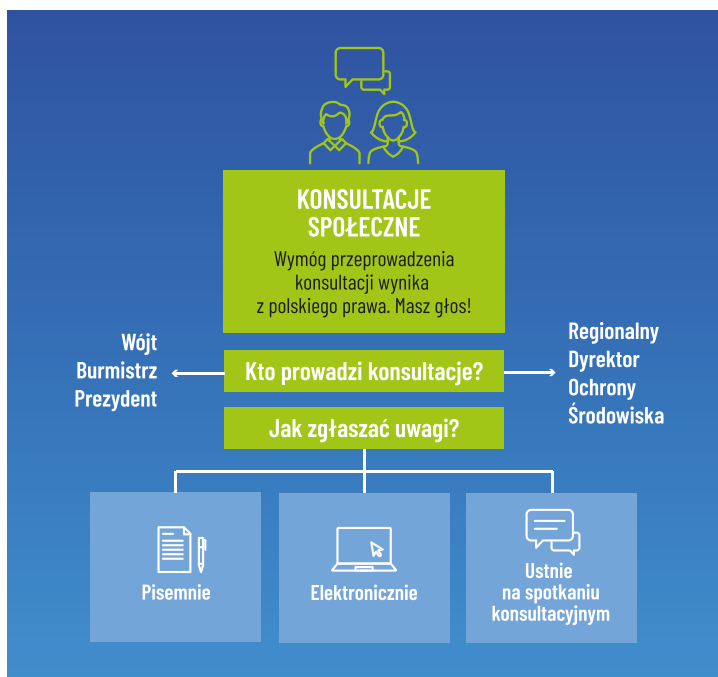 KONSULTACJE
SPOŁECZNE
Wymóg przeprowadzenia
konsultacji wynika
z polskiego prawa. Masz głos!
Wójt
Burmistrz
Prezydent
Kto prowadzi konsultacje?
Regionalny
Dyrektor
Ochrony
Środowiska
Jak zgłaszać uwagi?
Pisemnie
Elektronicznie
Ustnie
na spotkaniu
konsultacyjnym